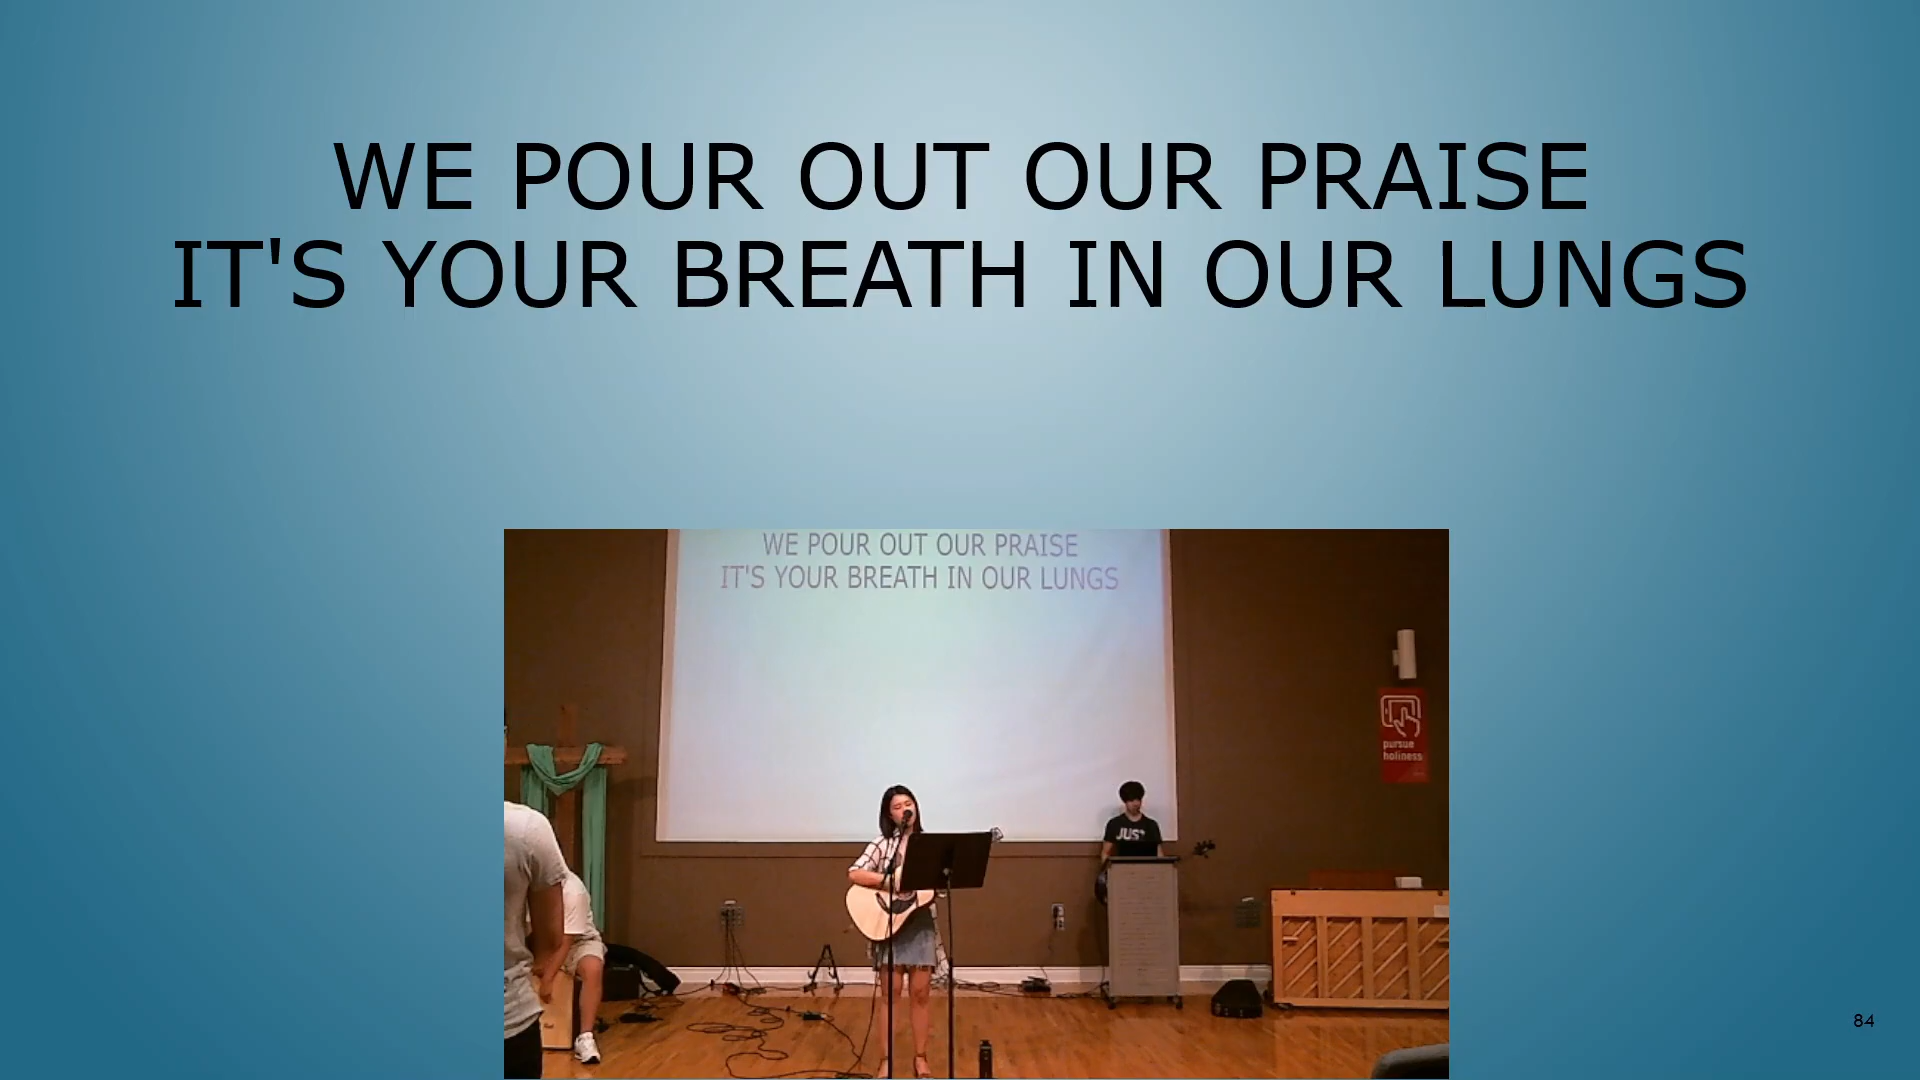 WE POUR OUT OUR PRAISE
IT'S YOUR BREATH IN OUR LUNGS
WE POUR OUT OUR PRAISE
IT'S YOUR BREATH IN OUR LUNGS
pursue
holiness
JUST
84